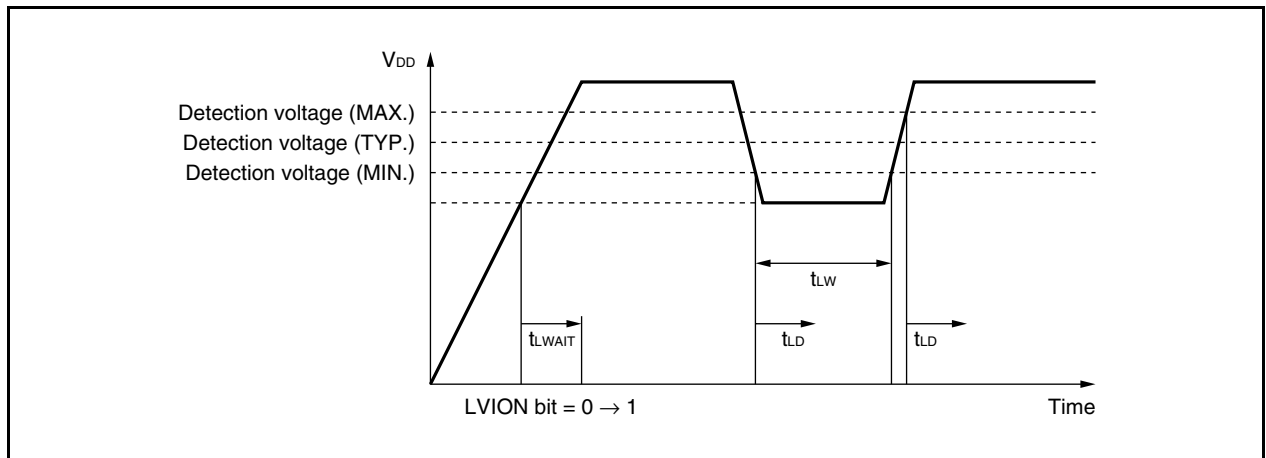 VDD
Detection voltage (MAX.)
Detection voltage (TYP.)
Detection voltage (MIN.)
tLW
tLWAIT
tLD
tLD
LVION bit = 0 → 1
Time